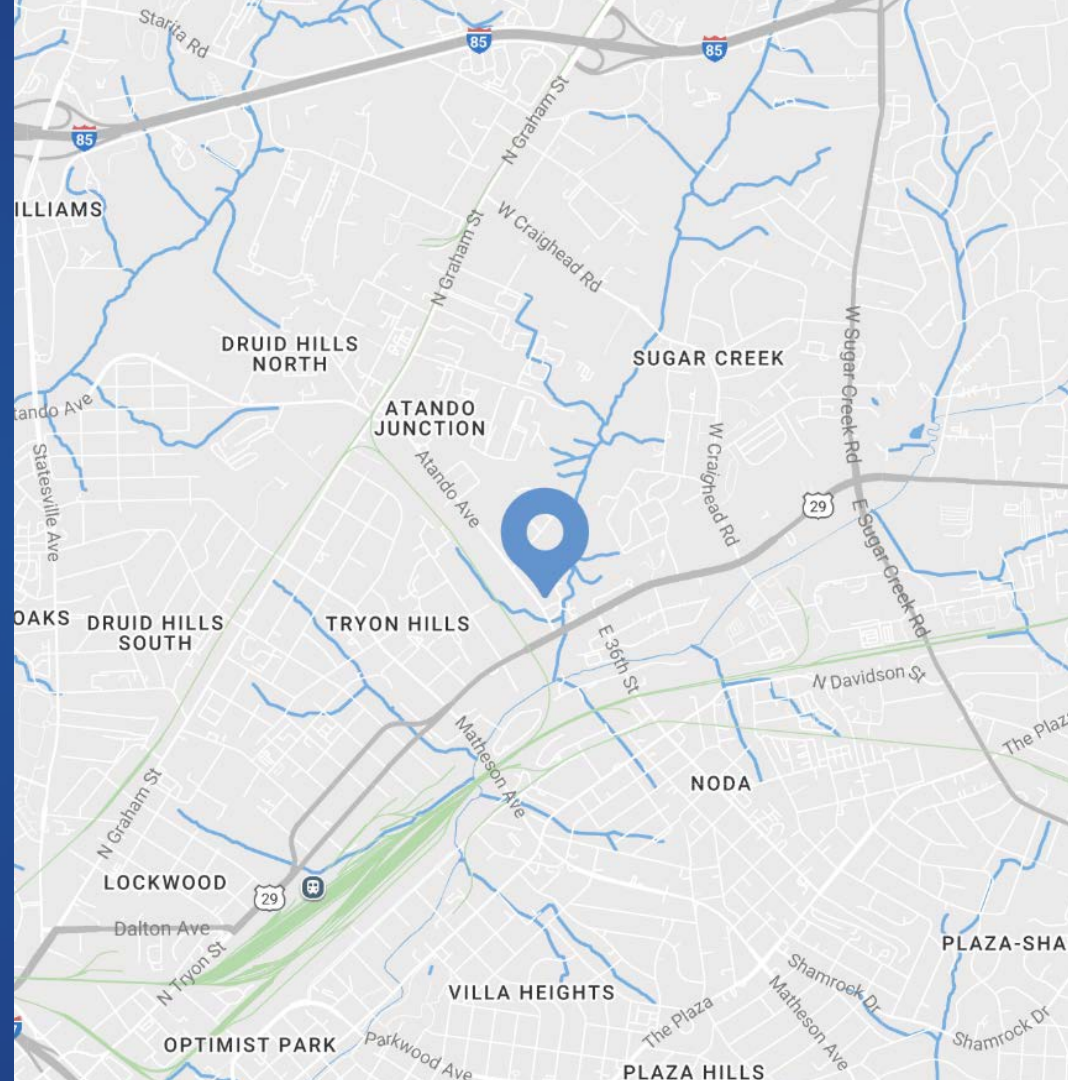 Starita Rd
85
85
N Graham St
85
ILLIAMS
W Craighead Rd
N Graham St
DRUID HILLS
NORTH
SUGAR CREEK
W Sugar Creek Rd
tando Ave
ATANDO
JUNCTION
Atando Ave
W Craighead Rd
Statesville Ave
29
E Sugar Creek Rd
OAKS
DRUID HILLS
SOUTH
TRYON HILLS
E 36th St
N Davidson St
The Plaz
Matheson Ave
NODA
N Graham St
LOCKWOOD
29
Dalton Ave
N Tryon St
PLAZA-SHA
Shamrock Dr
VILLA HEIGHTS
The Plaza
Matheson Ave
Shamrock Dr
OPTIMIST PARK
Parkwood Ave
PLAZA HILLS